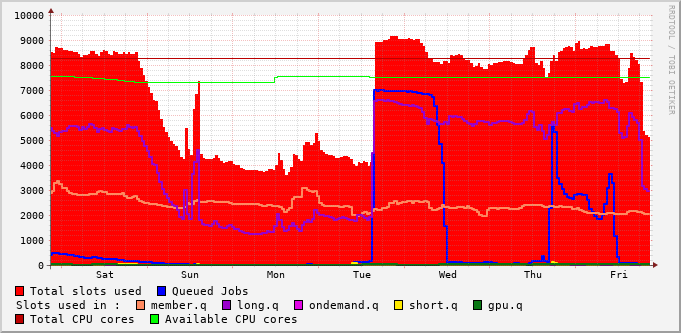 RRDTOOL / TOBI OETIKER
10000
9000
8000
7000
6000
5000
4000
3000
2000
1000
0
Sat Sun Mon Tue Wed Thu Fri
Total slots used Queued Jobs
Slots used in : member.q long.q ondemand.q short.q gpu.q
Total CPU cores Available CPU cores